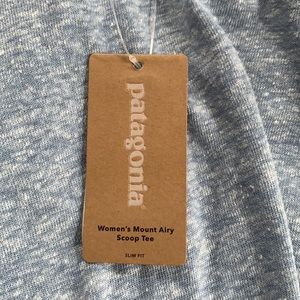 patagonia
Women's Mount Airy
Scoop Tee
SLIM FIT